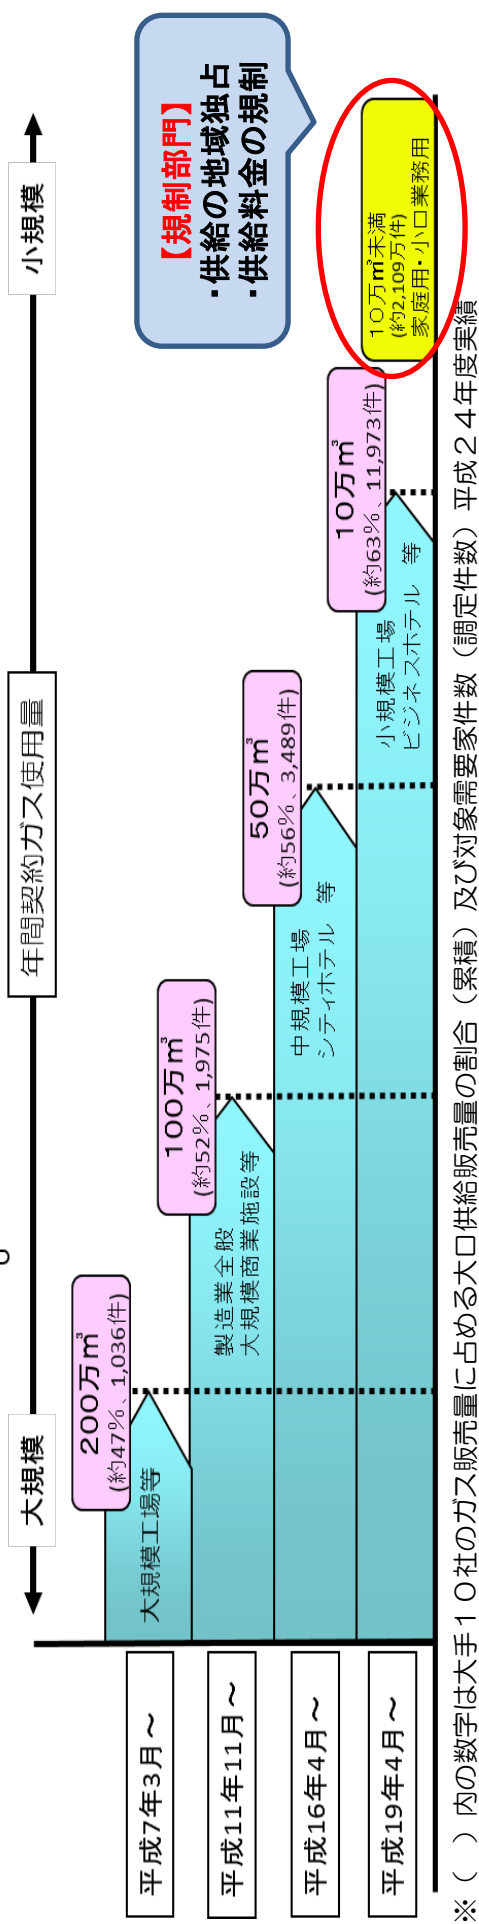 大規模
年間契約ガス使用量
小規模
【規制部門】
・供給の地域独占
・供給料金の規制
平成7年3月～
大規模工場等
200万㎥
(約47％、1,036件)
平成11年11月～
製造業全般
大規模商業施設等
100万㎥
(約52％、1,975件)
平成16年4月～
中規模工場
シティホテル　等
50万㎥
(約56％、3,489件)
平成19年4月～
小規模工場
ビジネスホテル　等
10万㎥
(約63％、11,973件)
10万㎥未満
(約2,109万件)
家庭用・小口業務用
※（　）内の数字は大手１０社のガス販売量に占める大口供給販売量の割合（累積）及び対象需要家件数（調定件数）平成２４年度実績